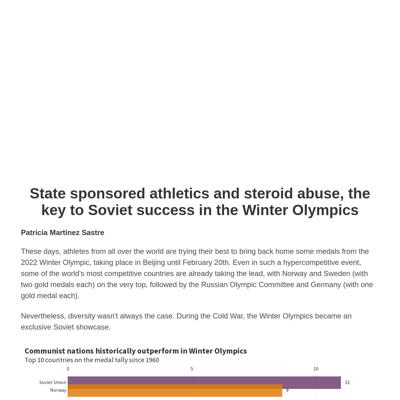 State sponsored athletics and steroid abuse, the
key to Soviet success in the Winter Olympics
Patricia Martínez Sastre
These days, athletes from all over the world are trying their best to bring back home some medals from the
2022 Winter Olympic, taking place in Beijing until February 20th. Even in such a hypercompetitive event,
some of the world's most competitive countries are already taking the lead, with Norway and Sweden (with
two gold medals each) on the very top, followed by the Russian Olympic Committee and Germany (with one
gold medal each).
Nevertheless, diversity wasn't always the case. During the Cold War, the Winter Olympics became an
exclusive Soviet showcase.
Communist nations historically outperform in Winter Olympics
Top 10 countries on the medal tally since 1960
0 5 10
Soviet Union 11
Norway